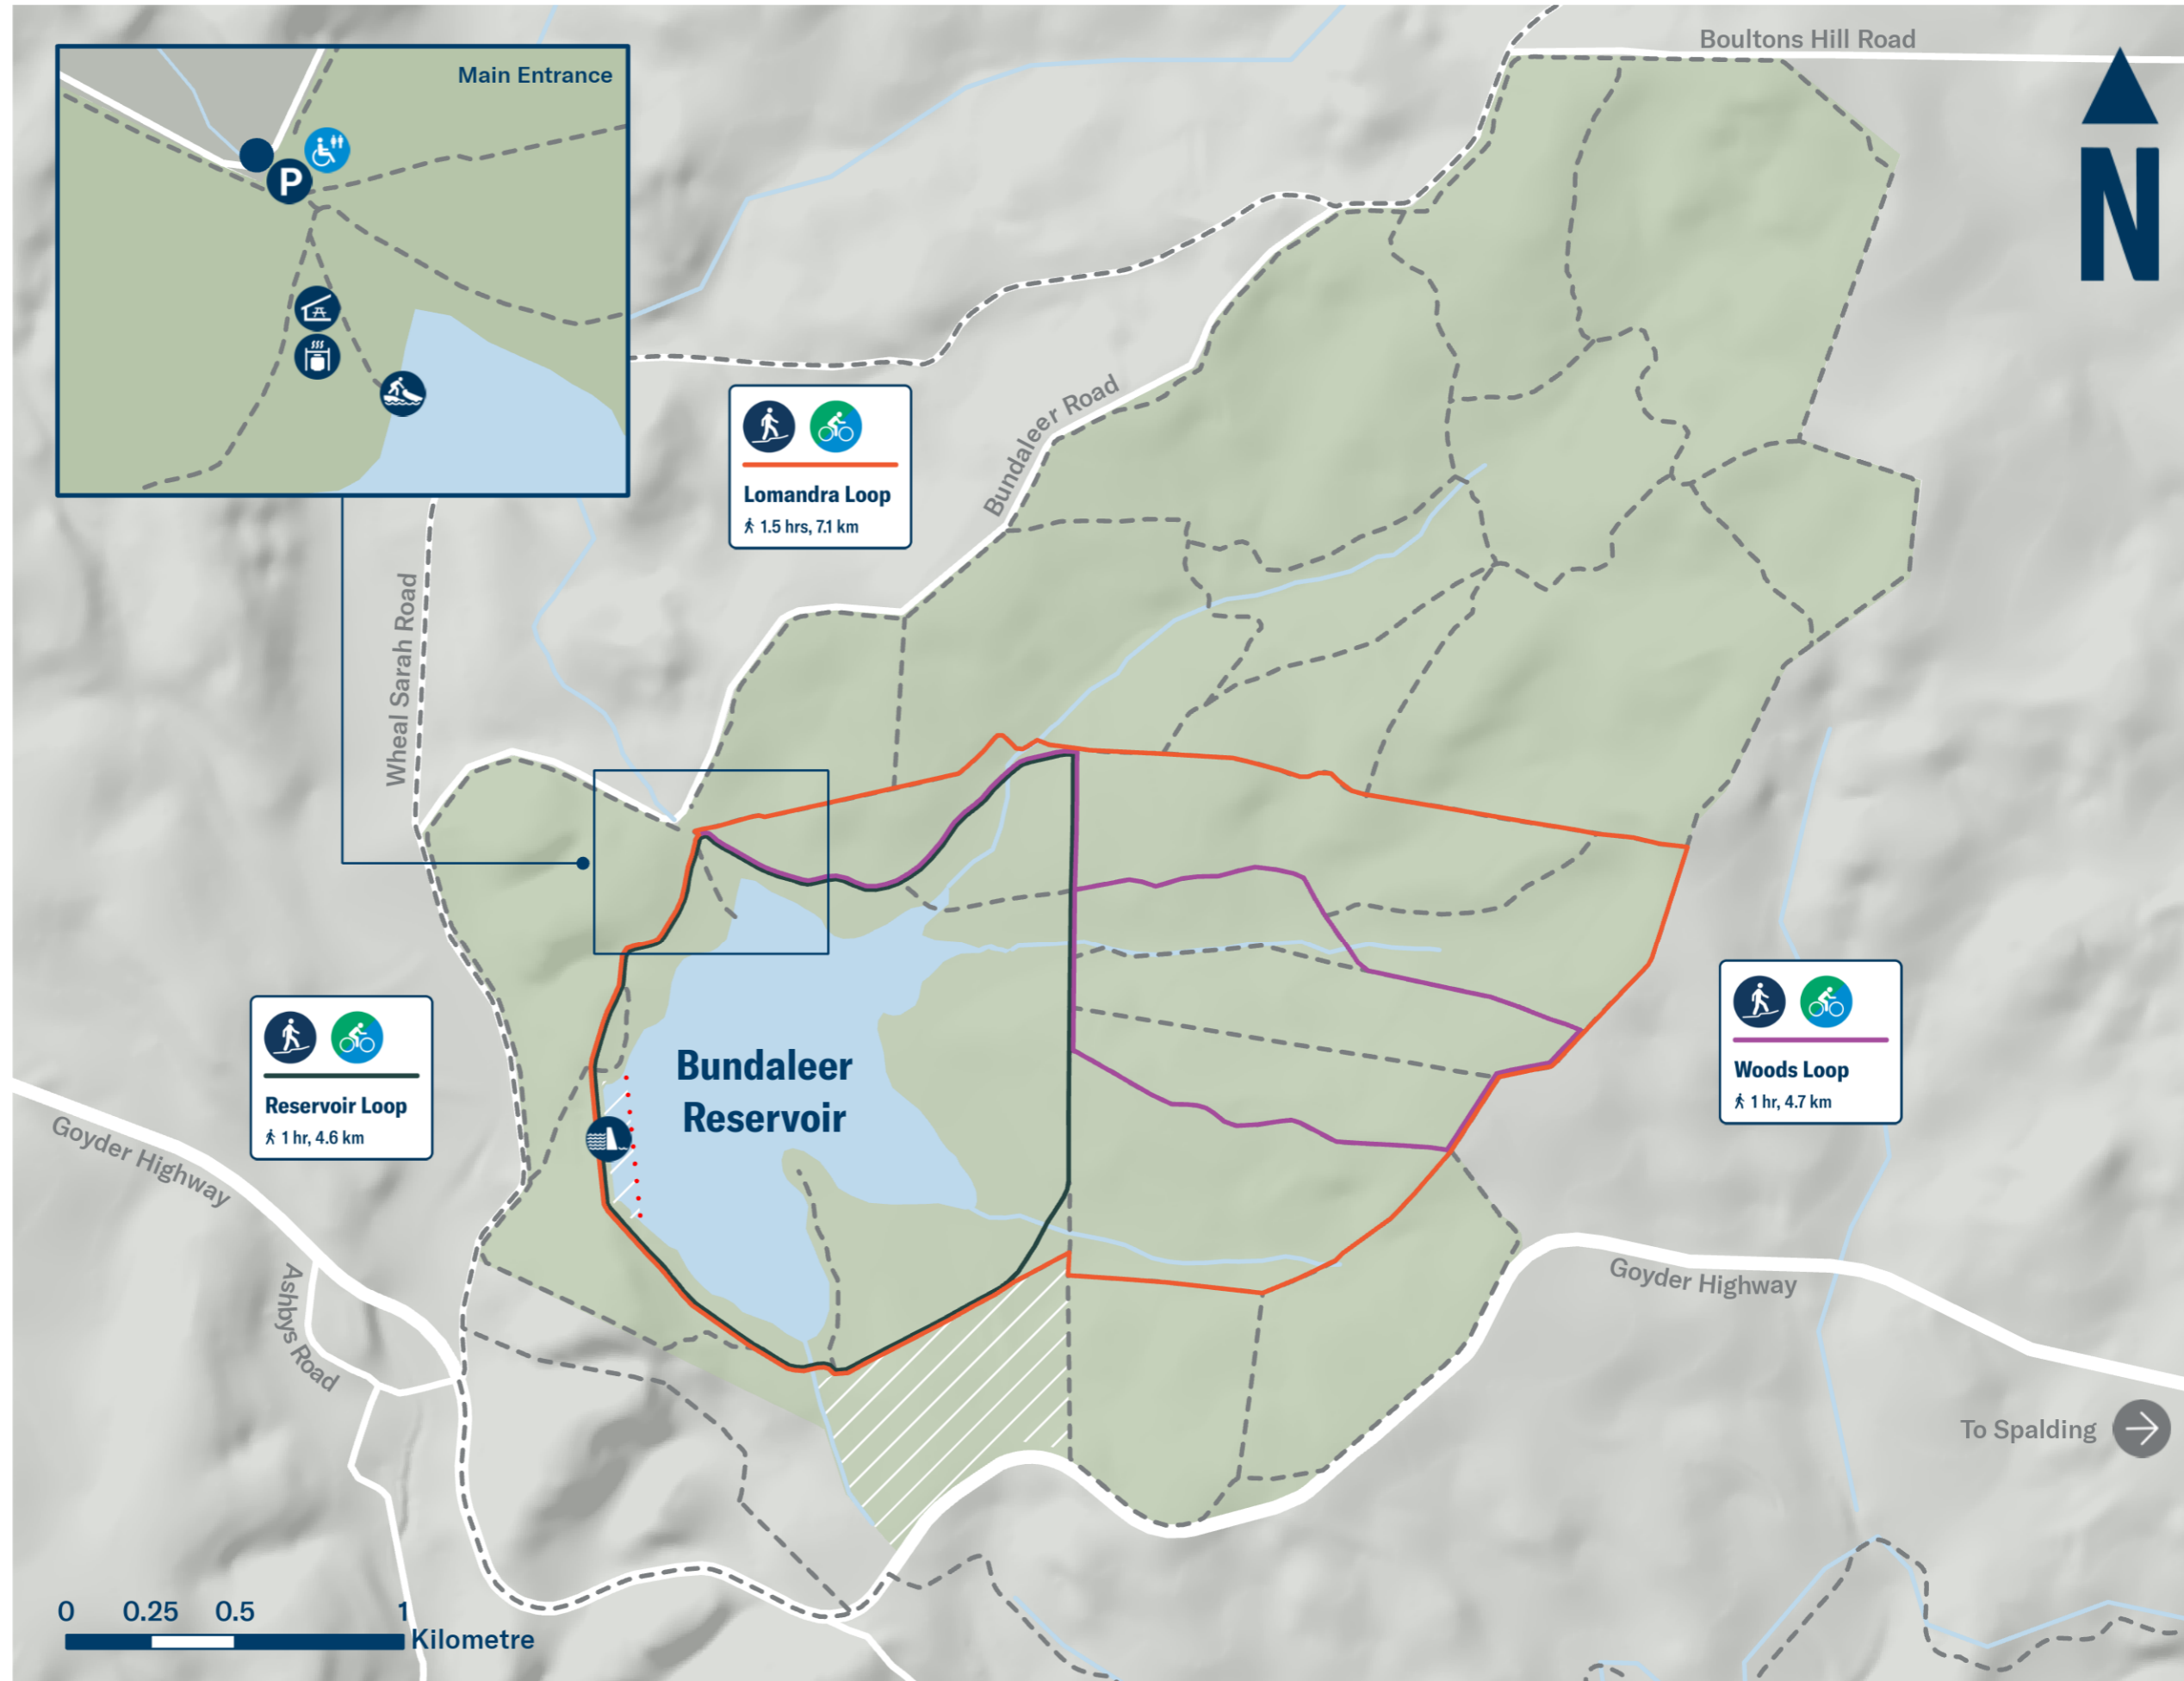 Boultons Hill Road
Main Entrance
P
N
Bundaleer Road
Lomandra Loop
1.5 hrs, 7.1 km
Wheal Sarah Road
Reservoir Loop
1 hr, 4.6 km
Bundaleer
Reservoir
Woods Loop
1 hr, 4.7 km
Goyder Highway
Goyder Highway
Ashbys Road
To Spalding
0 0.25 0.5 1
Kilometre